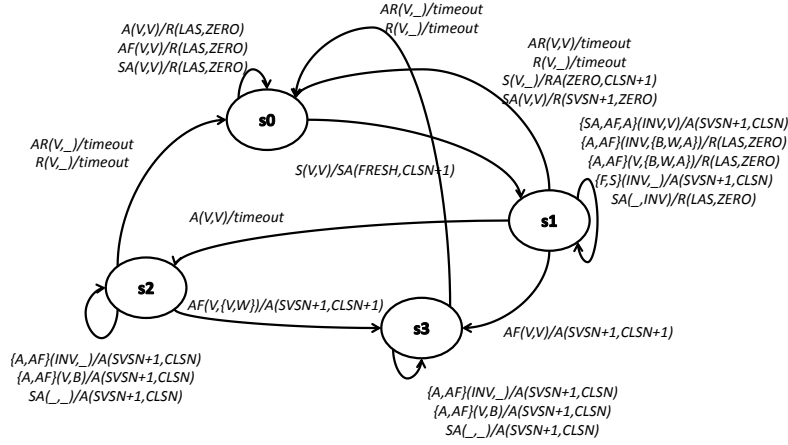 AR(V,_)/timeout
R(V,_)/timeout
A(V,V)/R(LAS,ZERO)
AF(V,V)/R(LAS,ZERO)
SA(V,V)/R(LAS,ZERO)
AR(V,V)/timeout
R(V,_)/timeout
S(V,_)/RA(ZERO,CLSN+1)
SA(V,V)/R(SVSN+1,ZERO)
s0
{SA,AF,A}(INV,V)/A(SVSN+1,CLSN)
{A,AF}(INV,{B,W,A})/R(LAS,ZERO)
{A,AF}(V,{B,W,A})/R(LAS,ZERO)
{F,S}(INV,_)/A(SVSN+1,CLSN)
SA(_,INV)/R(LAS,ZERO)
AR(V,_)/timeout
R(V,_)/timeout
S(V,V)/SA(FRESH,CLSN+1)
A(V,V)/timeout
s1
s2
AF(V,{V,W})/A(SVSN+1,CLSN+1)
s3
AF(V,V)/A(SVSN+1,CLSN+1)
{A,AF}(INV,_)/A(SVSN+1,CLSN)
{A,AF}(V,B)/A(SVSN+1,CLSN)
SA(_,_)/A(SVSN+1,CLSN)
{A,AF}(INV,_)/A(SVSN+1,CLSN)
{A,AF}(V,B)/A(SVSN+1,CLSN)
SA(_,_)/A(SVSN+1,CLSN)